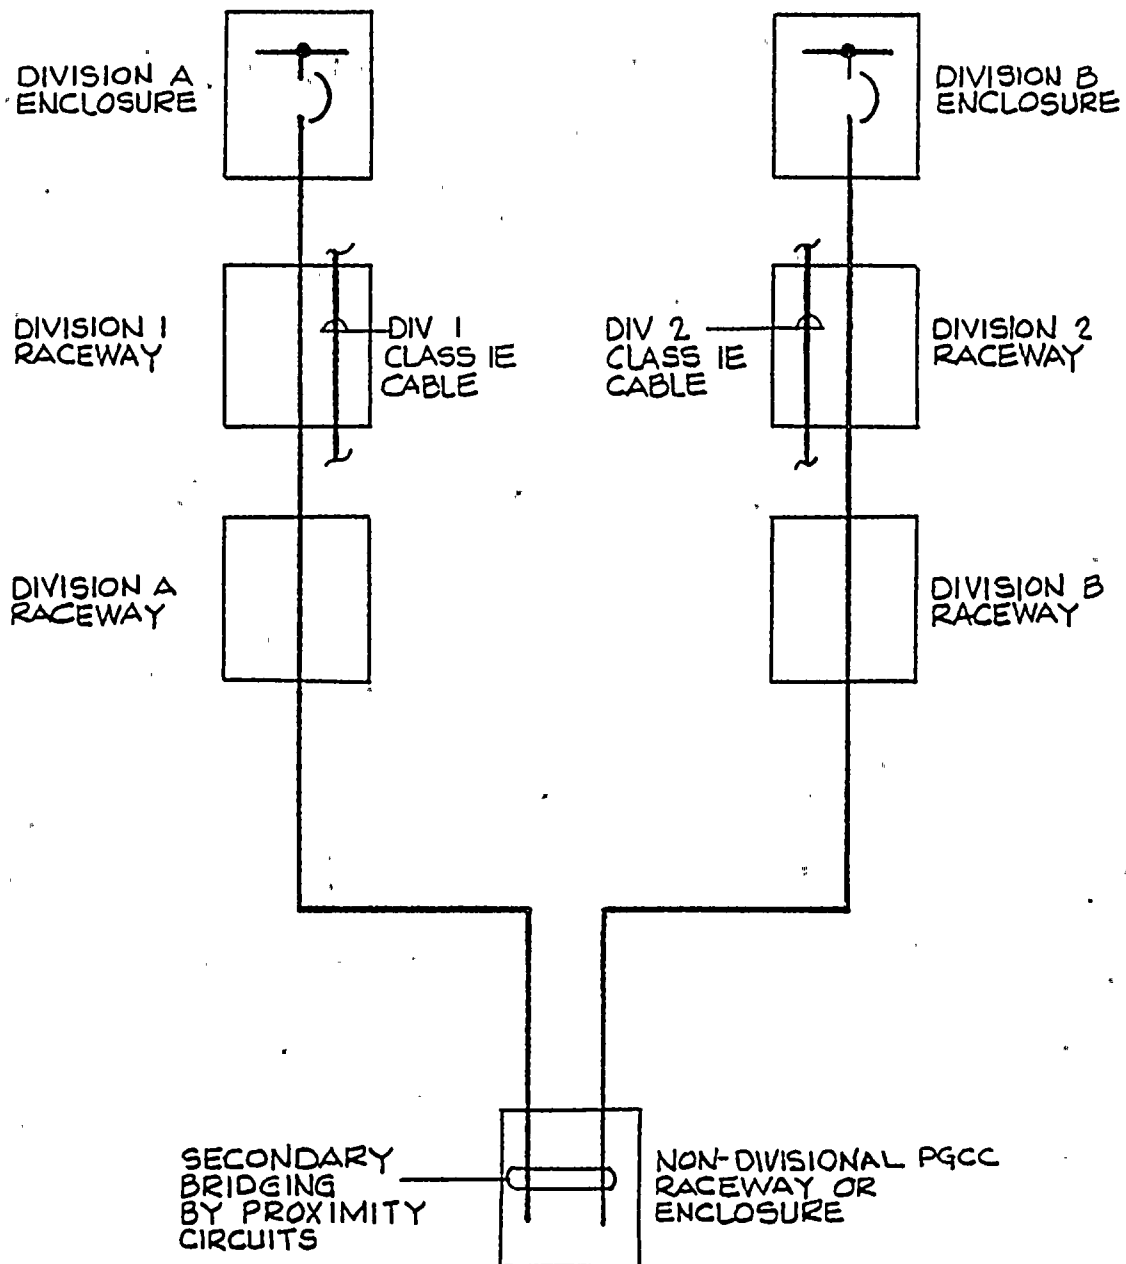 DIVISION A
ENCLOSURE
DIVISION B
ENCLOSURE
DIVISION 1
RACEWAY
DIV 1
CLASS IE
CABLE
DIV 2
CLASS IE
CABLE
DIVISION 2
RACEWAY
DIVISION A
RACEWAY
DIVISION B
RACEWAY
SECONDARY
BRIDGING
BY PROXIMITY
CIRCUITS
NON-DIVISIONAL PGCC
RACEWAY OR
ENCLOSURE